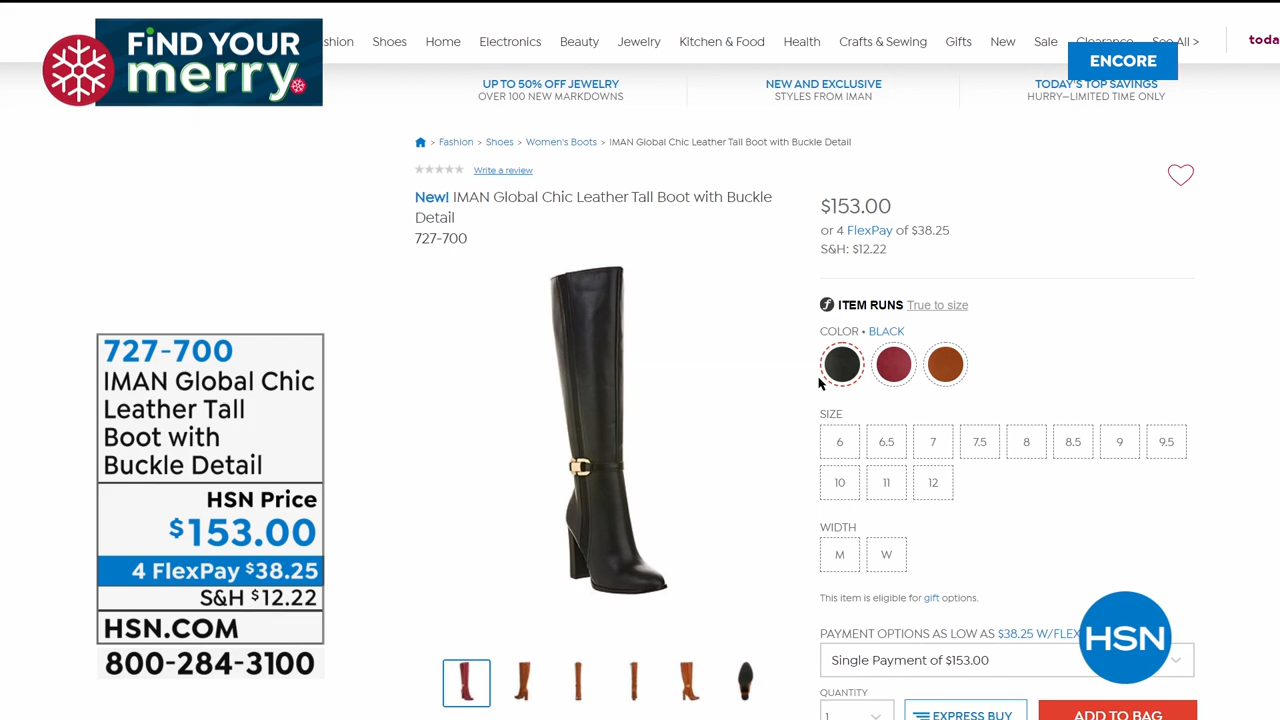 FiND YOUR
merry
shion Shoes Home Electronics Beauty Jewelry Kitchen & Food Health Crafts & Sewing Gifts New Sale Clearance See All >
toda
ENCORE
UP TO 50% OFF JEWELRY
OVER 100 NEW MARKDOWNS
NEW AND EXCLUSIVE
STYLES FROM IMAN
TODAY'S TOP SAVINGS
HURRY—LIMITED TIME ONLY
> Fashion > Shoes > Women's Boots > IMAN Global Chic Leather Tall Boot with Buckle Detail
Write a review
New! IMAN Global Chic Leather Tall Boot with Buckle
Detail
727-700
$153.00
or 4 FlexPay of $38.25
S&H: $12.22
f ITEM RUNS True to size
COLOR • BLACK
SIZE
6 6.5 7 7.5 8 8.5 9 9.5
10 11 12
WIDTH
M W
This item is eligible for gift options.
PAYMENT OPTIONS AS LOW AS $38.25 W/FLEX
Single Payment of $153.00
QUANTITY
1
EXPRESS BUY
ADD TO BAG
HSN
727-700
IMAN Global Chic
Leather Tall
Boot with
Buckle Detail
HSN Price
$153.00
4 FlexPay $38.25
S&H $12.22
HSN.COM
800-284-3100